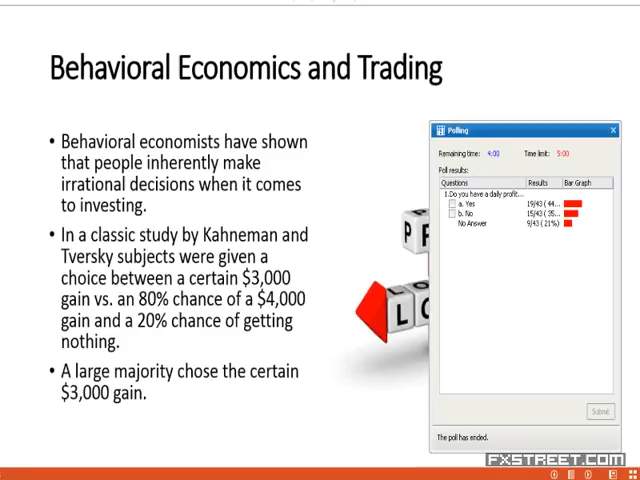 Behavioral Economics and Trading
• Behavioral economists have shown
that people inherently make
irrational decisions when it comes
to investing.
• In a classic study by Kahneman and
Tversky subjects were given a
choice between a certain $3,000
gain vs. an 80% chance of a $4,000
gain and a 20% chance of getting
nothing.
• A large majority chose the certain
$3,000 gain.
P
L
Polling
Remaining time: 4:00 Time limit: 5:00
Poll results:
Questions Results Bar Graph
1.Do you have a daily profit...
a. Yes 19/43 ( 44...
b. No 15/43 ( 35...
No Answer 9/43 ( 21%)
Submit
The poll has ended.
FXSTREET.COM